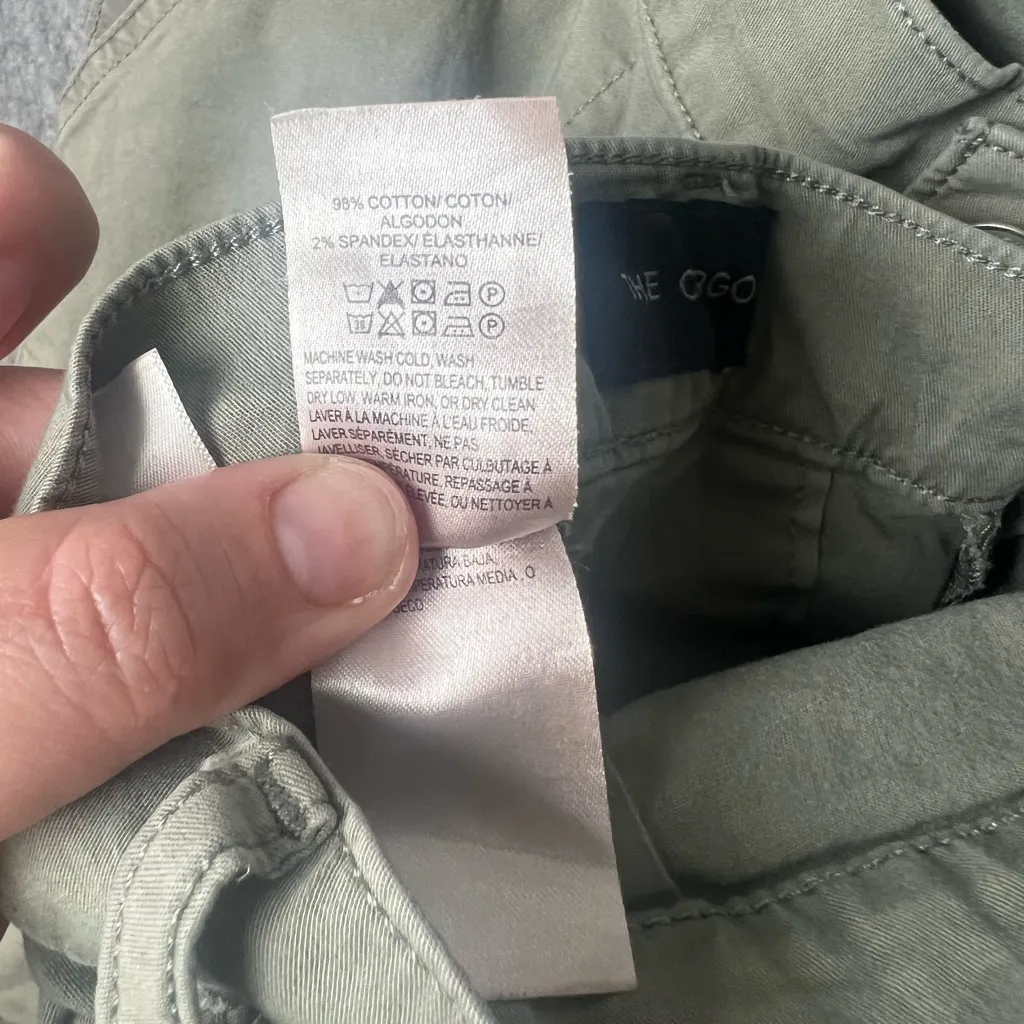 98% COTTON/ COTON/
ALGODON
2% SPANDEX/ ÉLASTHANNE/
ELASTANO
P
30 P
MACHINE WASH COLD, WASH
SEPARATELY, DO NOT BLEACH, TUMBLE
DRY LOW, WARM IRON, OR DRY CLEAN
LAVER À LA MACHINE À L'EAU FROIDE,
LAVER SÉPARÉMENT, NE PAS
JAVELLISER, SÉCHER PAR CULBUTAGE À
REPASSAGE À
ÉLEVÉE, OU NETTOYER À
BAJA,
MEDIA, O
SECO
THE